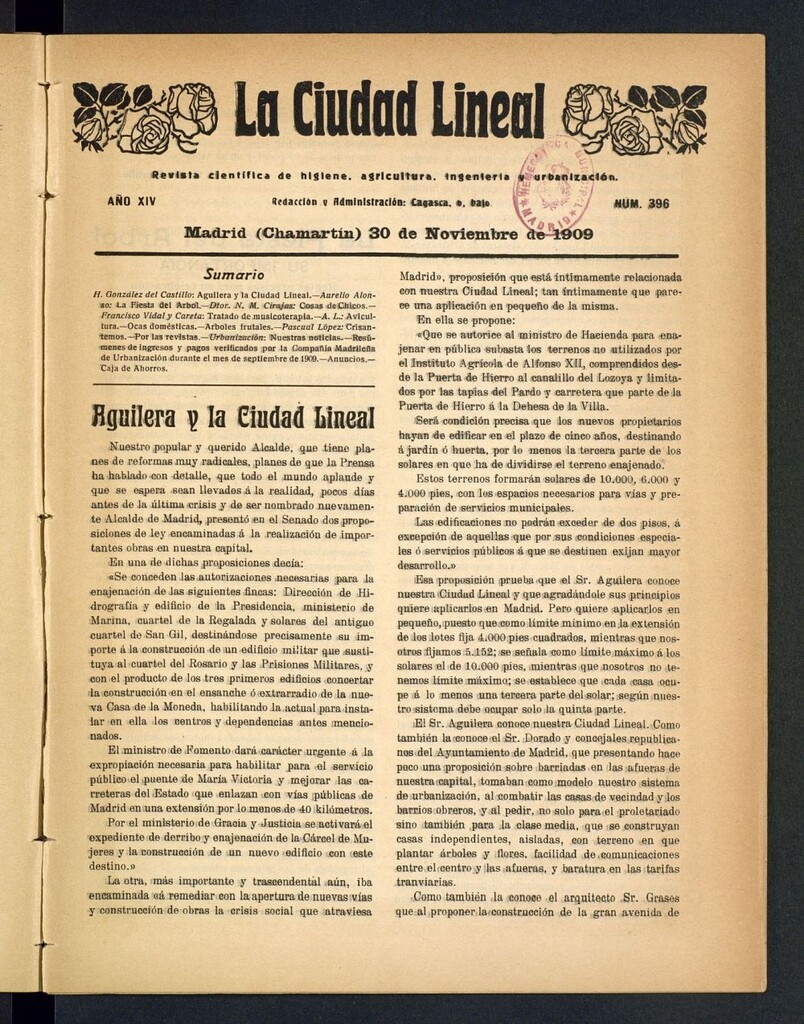 La Ciudad Lineal
Revista científica de higiene, agricultura, ingeniería y urbanización.
AÑO XIV
Redacción y Administración: Lagasca, 6, bajo
NUM. 396
HEMEROTECA MUNICIPAL
MADRID
Madrid (Chamartín) 30 de Noviembre de 1909
Sumario
H. González del Castillo: Aguilera y la Ciudad Lineal.—Aurelio Alon-
so: La Fiesta del Arbol.—Dtor. N. M. Cirajas: Cosas de Chicos.—
Francisco Vidal y Careta: Tratado de musicoterapia.—A. L.: Avicul-
tura.—Ocas domésticas.—Arboles frutales.—Pascual López: Crisan-
temos.—Por las revistas.—Urbanización: Nuestras noticias.—Resú-
menes de ingresos y pagos verificados por la Compañía Madrileña
de Urbanización durante el mes de septiembre de 1909.—Anuncios.—
Caja de Ahorros.
Aguilera y la Ciudad Lineal
Nuestro popular y querido Alcalde, que tiene pla-
nes de reformas muy radicales, planes de que la Prensa
ha hablado con detalle, que todo el mundo aplaude y
que se espera sean llevados á la realidad, pocos días
antes de la última crisis y de ser nombrado nuevamen-
te Alcalde de Madrid, presentó en el Senado dos propo-
siciones de ley encaminadas á la realización de impor-
tantes obras en nuestra capital.
En una de dichas proposiciones decía:
«Se conceden las autorizaciones necesarias para la
enajenación de las siguientes fincas: Dirección de Hi-
drografía y edificio de la Presidencia, ministerio de
Marina, cuartel de la Regalada y solares del antiguo
cuartel de San Gil, destinándose precisamente su im-
porte á la construcción de un edificio militar que susti-
tuya al cuartel del Rosario y las Prisiones Militares, y
con el producto de los tres primeros edificios concertar
la construcción en el ensanche ó extrarradio de la nue-
va Casa de la Moneda, habilitando la actual para insta-
lar en ella los centros y dependencias antes mencio-
nados.
El ministro de Fomento dará carácter urgente á la
expropiación necesaria para habilitar para el servicio
público el puente de María Victoria y mejorar las ca-
rreteras del Estado que enlazan con vías públicas de
Madrid en una extensión por lo menos de 40 kilómetros.
Por el ministerio de Gracia y Justicia se activará el
expediente de derribo y enajenación de la Cárcel de Mu-
jeres y la construcción de un nuevo edificio con este
destino.»
La otra, más importante y trascendental aún, iba
encaminada «á remediar con la apertura de nuevas vías
y construcción de obras la crisis social que atraviesa
Madrid», proposición que está íntimamente relacionada
con nuestra Ciudad Lineal; tan íntimamente que pare-
ce una aplicación en pequeño de la misma.
En ella se propone:
«Que se autorice al ministro de Hacienda para ena-
jenar en pública subasta los terrenos no utilizados por
el Instituto Agrícola de Alfonso XII, comprendidos des-
de la Puerta de Hierro al canalillo del Lozoya y limita-
dos por las tapias del Pardo y carretera que parte de la
Puerta de Hierro á la Dehesa de la Villa.
Será condición precisa que los nuevos propietarios
hayan de edificar en el plazo de cinco años, destinando
á jardín ó huerta, por lo menos la tercera parte de los
solares en que ha de dividirse el terreno enajenado.
Estos terrenos formarán solares de 10.000, 6.000 y
4.000 pies, con los espacios necesarios para vías y pre-
paración de servicios municipales.
Las edificaciones no podrán exceder de dos pisos, á
excepción de aquellas que por sus condiciones especia-
les ó servicios públicos á que se destinen exijan mayor
desarrollo.»
Esa proposición prueba que el Sr. Aguilera conoce
nuestra Ciudad Lineal y que agradándole sus principios
quiere aplicarlos en Madrid. Pero quiere aplicarlos en
pequeño, puesto que como límite mínimo en la extensión
de los lotes fija 4.000 pies cuadrados, mientras que nos-
otros fijamos 5.152; se señala como límite máximo á los
solares el de 10.000 pies, mientras que nosotros no te-
nemos límite máximo; se establece que cada casa ocu-
pe á lo menos una tercera parte del solar; según nues-
tro sistema debe ocupar solo la quinta parte.
El Sr. Aguilera conoce nuestra Ciudad Lineal. Como
también la conoce el Sr. Dorado y concejales republica-
nos del Ayuntamiento de Madrid, que presentando hace
poco una proposición sobre barriadas en las afueras de
nuestra capital, tomaban como modelo nuestro sistema
de urbanización, al combatir las casas de vecindad y los
barrios obreros, y al pedir, no solo para el proletariado
sino también para la clase media, que se construyan
casas independientes, aisladas, con terreno en que
plantar árboles y flores, facilidad de comunicaciones
entre el centro y las afueras, y baratura en las tarifas
tranviarias.
Como también la conoce el arquitecto Sr. Grases
que al proponer la construcción de la gran avenida de